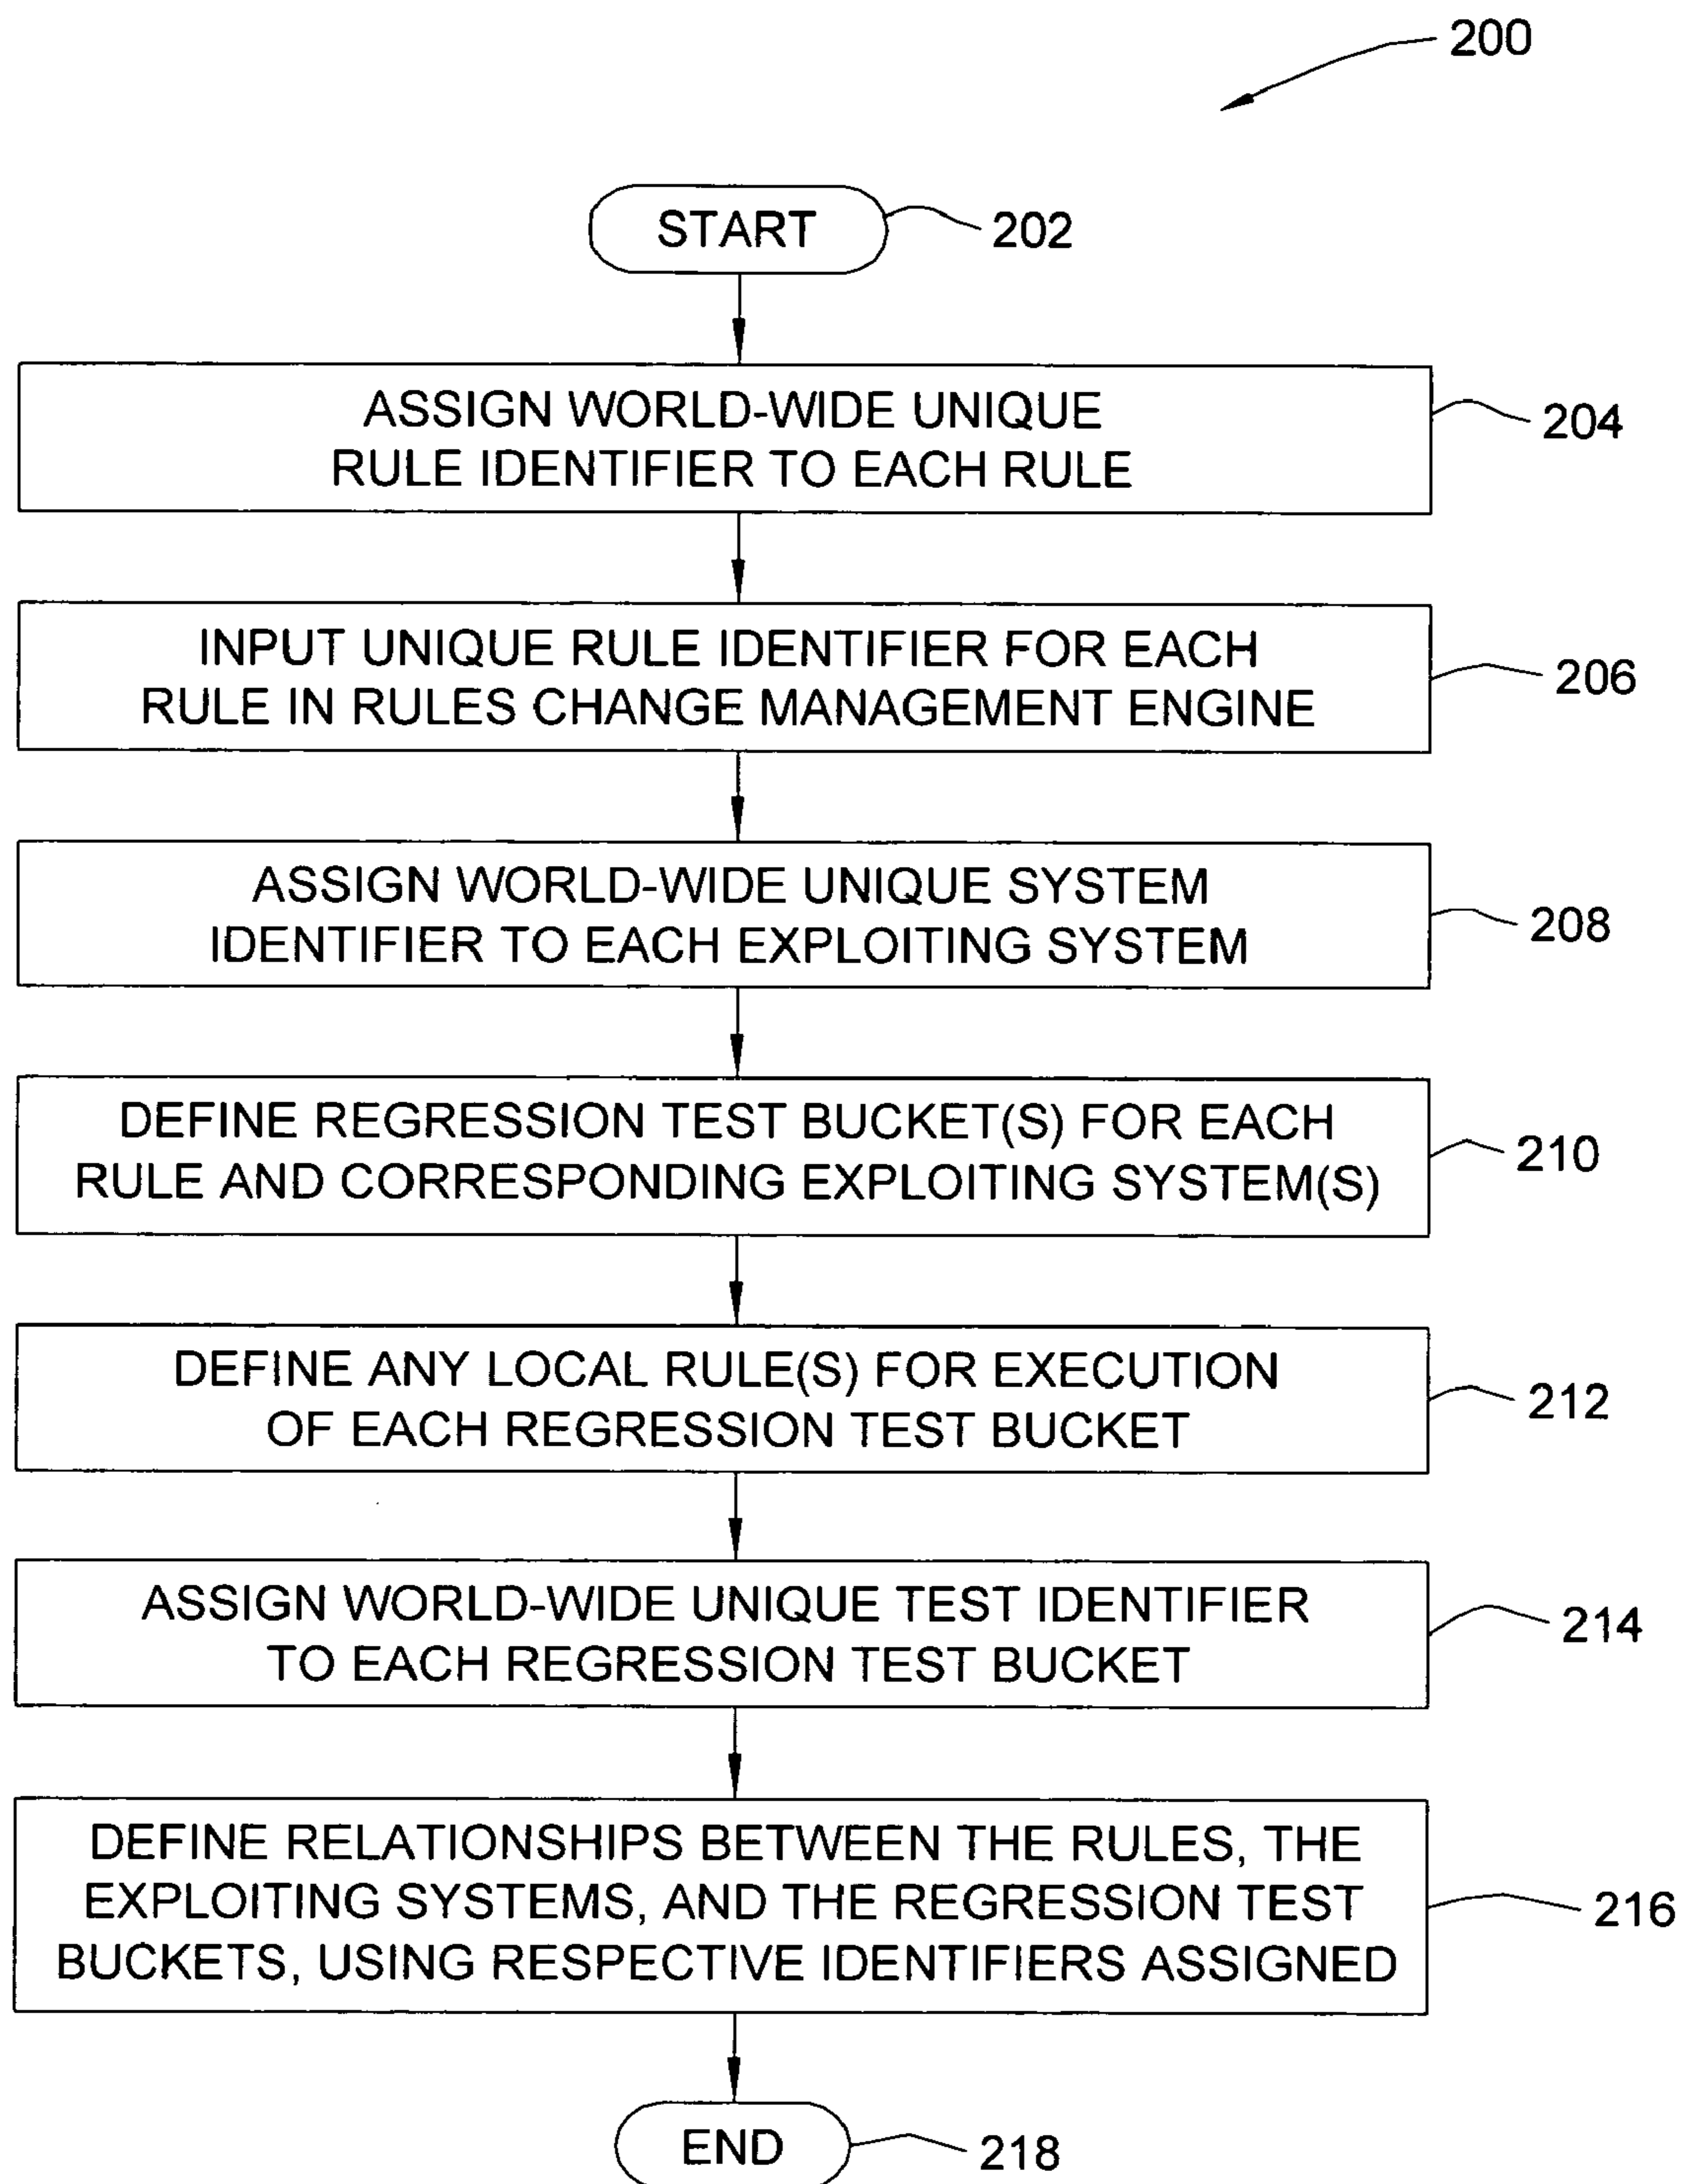 200
START
202
ASSIGN WORLD-WIDE UNIQUE
RULE IDENTIFIER TO EACH RULE
204
INPUT UNIQUE RULE IDENTIFIER FOR EACH
RULE IN RULES CHANGE MANAGEMENT ENGINE
206
ASSIGN WORLD-WIDE UNIQUE SYSTEM
IDENTIFIER TO EACH EXPLOITING SYSTEM
208
DEFINE REGRESSION TEST BUCKET(S) FOR EACH
RULE AND CORRESPONDING EXPLOITING SYSTEM(S)
210
DEFINE ANY LOCAL RULE(S) FOR EXECUTION
OF EACH REGRESSION TEST BUCKET
212
ASSIGN WORLD-WIDE UNIQUE TEST IDENTIFIER
TO EACH REGRESSION TEST BUCKET
214
DEFINE RELATIONSHIPS BETWEEN THE RULES, THE
EXPLOITING SYSTEMS, AND THE REGRESSION TEST
BUCKETS, USING RESPECTIVE IDENTIFIERS ASSIGNED
216
END
218